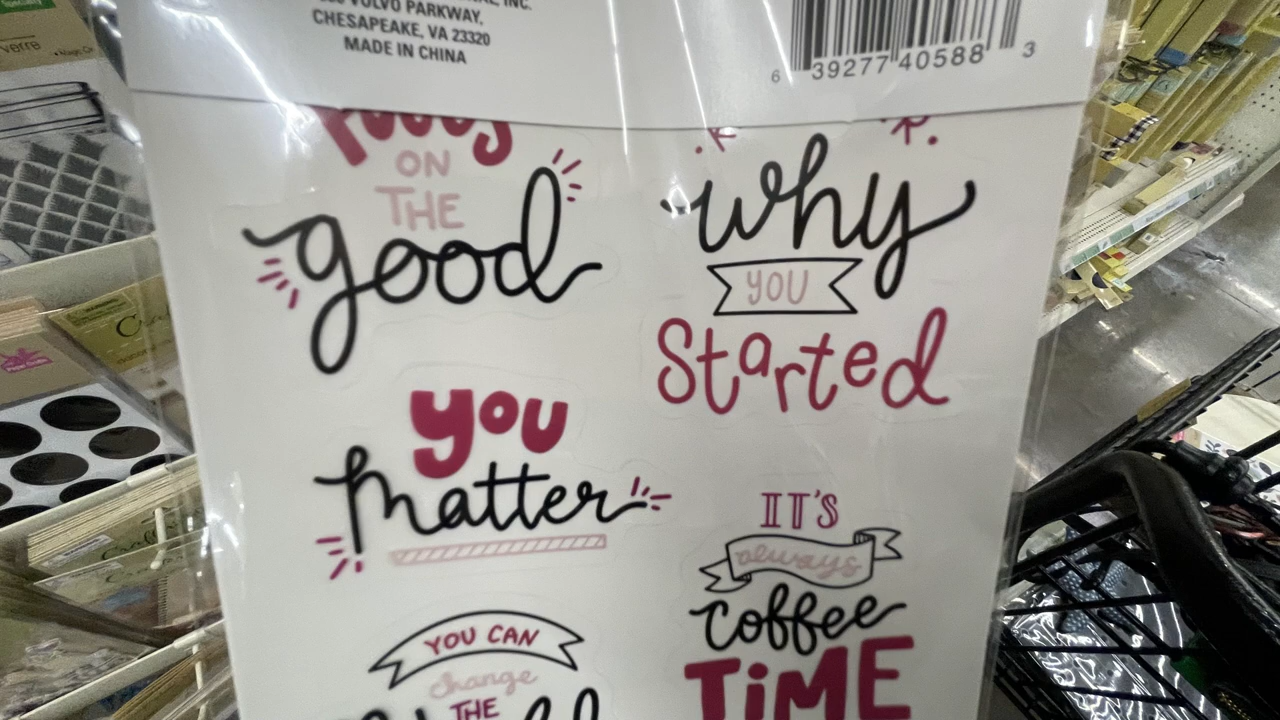 VOLVO PARKWAY,
CHESAPEAKE, VA 23320
MADE IN CHINA
6 39277 40588 3
ON
THE
good
why
YOU
Started
you
matter
IT'S
always
coffee
TIME
YOU CAN
change
THE